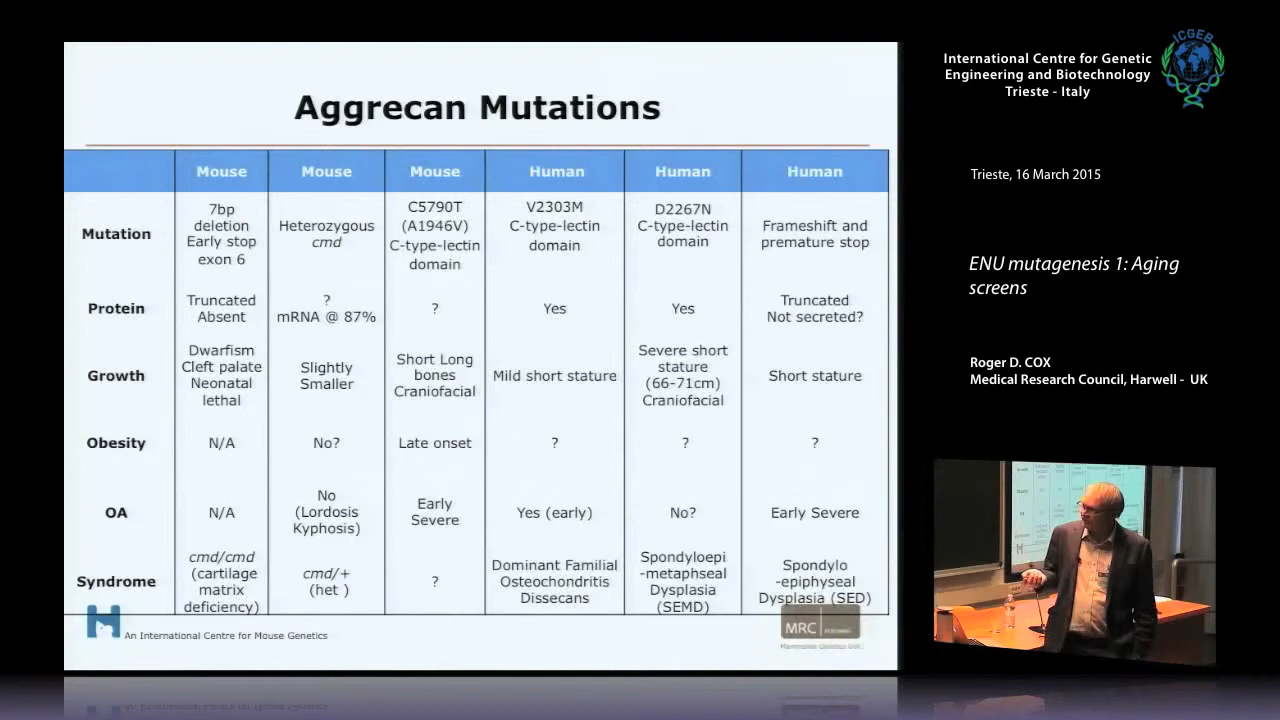 Aggrecan Mutations
Mouse Mouse Mouse Human Human Human
Mutation
7bp
deletion
Early stop
exon 6
Heterozygous
cmd
C5790T
(A1946V)
C-type-lectin
domain
V2303M
C-type-lectin
domain
D2267N
C-type-lectin
domain
Frameshift and
premature stop
Protein
Truncated
Absent
?
mRNA @ 87%
?
Yes
Yes
Truncated
Not secreted?
Growth
Dwarfism
Cleft palate
Neonatal
lethal
Slightly
Smaller
Short Long
bones
Craniofacial
Mild short stature
Severe short
stature
(66-71cm)
Craniofacial
Short stature
Obesity
N/A
No?
Late onset
?
?
?
OA
N/A
No
(Lordosis
Kyphosis)
Early
Severe
Yes (early)
No?
Early Severe
Syndrome
cmd/cmd
(cartilage
matrix
deficiency)
cmd/+
(het )
?
Dominant Familial
Osteochondritis
Dissecans
Spondyloepi
-metaphseal
Dysplasia
(SEMD)
Spondylo
-epiphyseal
Dysplasia (SED)
An International Centre for Mouse Genetics
MRC
International Centre for Genetic
Engineering and Biotechnology
Trieste - Italy
ICGEB
Trieste, 16 March 2015
ENU mutagenesis 1: Aging
screens
Roger D. COX
Medical Research Council, Harwell - UK